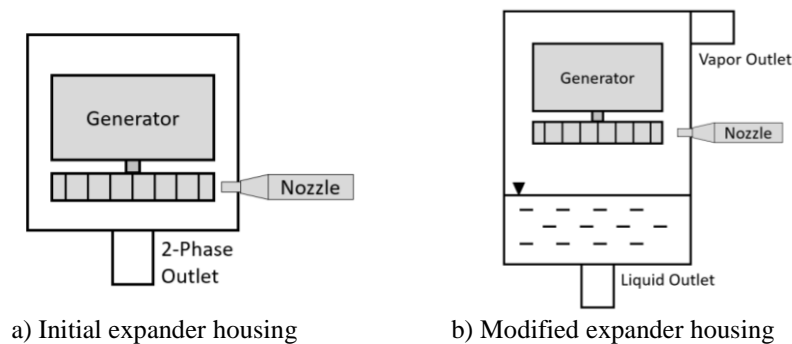 Generator
Nozzle
2-Phase
Outlet
a) Initial expander housing
Vapor Outlet
Generator
Nozzle
Liquid Outlet
b) Modified expander housing